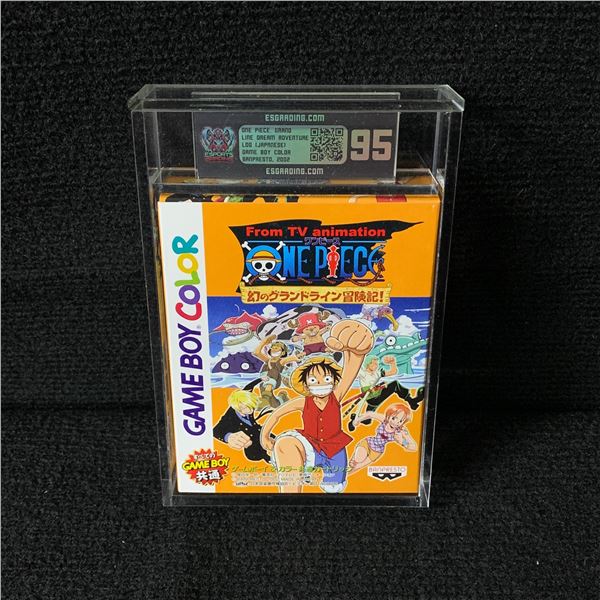 ESGRADING.COM
ONE PIECE GRAND
LINE DREAM ADVENTURE
LOG (JAPANESE)
GAME BOY COLOR
BANPRESTO, 2002
ESPORTS
95
ESGRADING.COM
From TV animation
ワンピース
ONE PIECE
幻のグランドライン冒険記!
GAME BOY COLOR
GAME BOY
共通
BANPRESTO